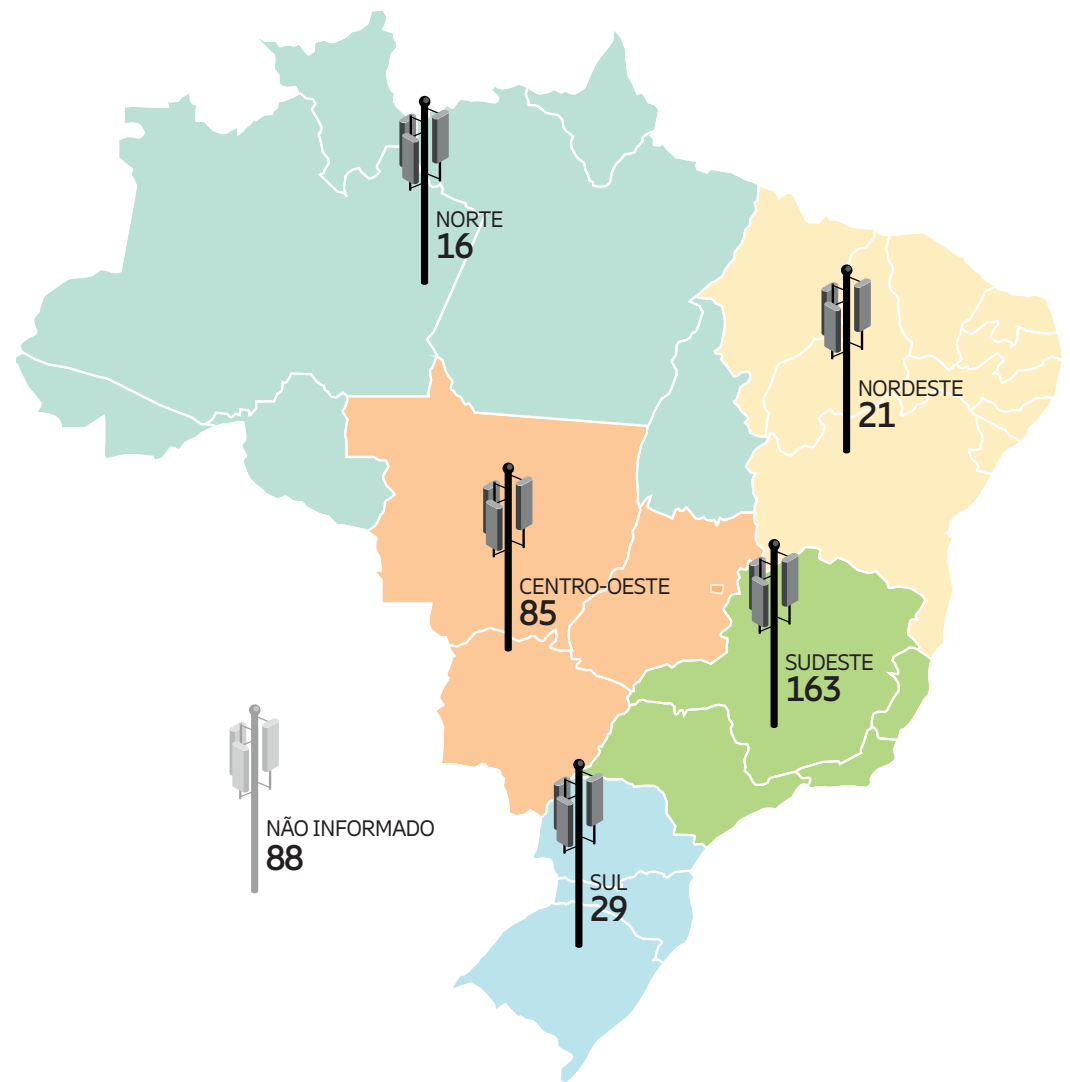 NORTE
16
NORDESTE
21
CENTRO-OESTE
85
SUDESTE
163
NÃO INFORMADO
88
SUL
29